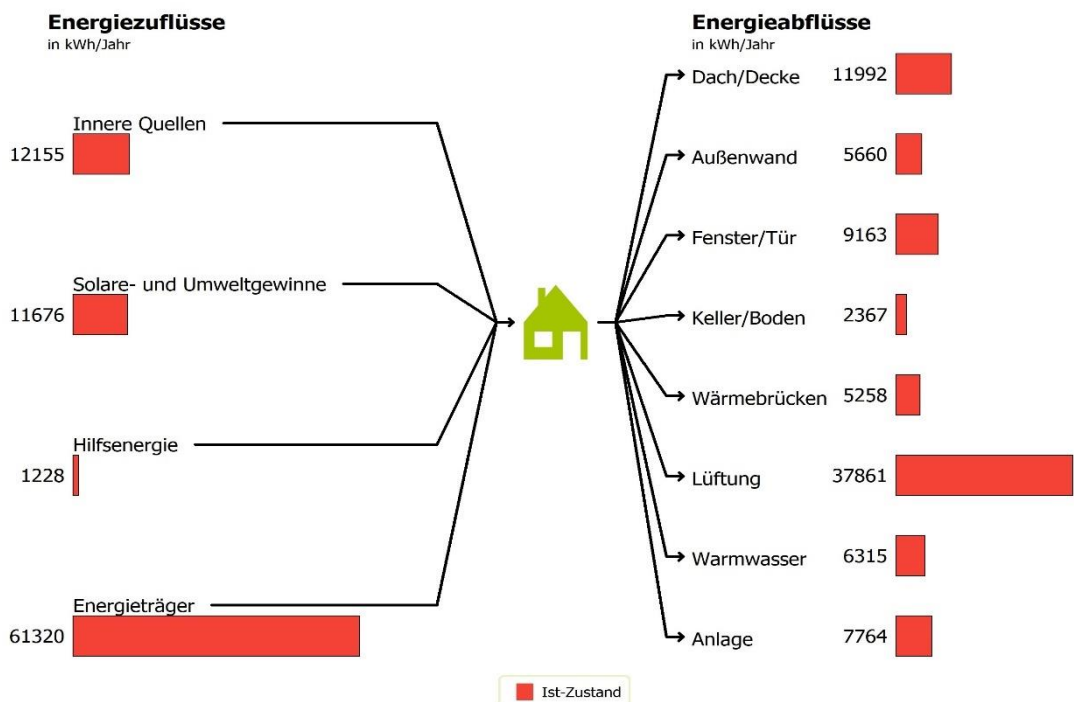 Energiezuflüsse
in kWh/Jahr
Innere Quellen
12155
Solare- und Umweltgewinne
11676
Hilfsenergie
1228
Energieträger
61320
Energieabflüsse
in kWh/Jahr
Dach/Decke 11992
Außenwand 5660
Fenster/Tür 9163
Keller/Boden 2367
Wärmebrücken 5258
Lüftung 37861
Warmwasser 6315
Anlage 7764
Ist-Zustand